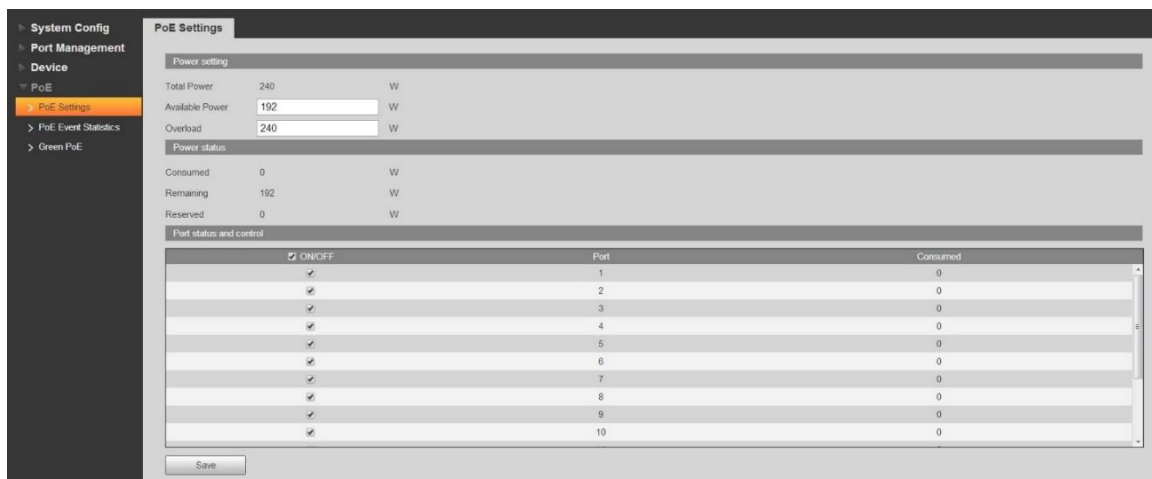 System Config
Port Management
Device
PoE
PoE Settings
PoE Event Statistics
Green PoE
PoE Settings
Power setting
Total Power 240 W
Available Power 192 W
Overload 240 W
Power status
Consumed 0 W
Remaining 192 W
Reserved 0 W
Port status and control
ON/OFF Port Consumed
1 0
2 0
3 0
4 0
5 0
6 0
7 0
8 0
9 0
10 0
Save